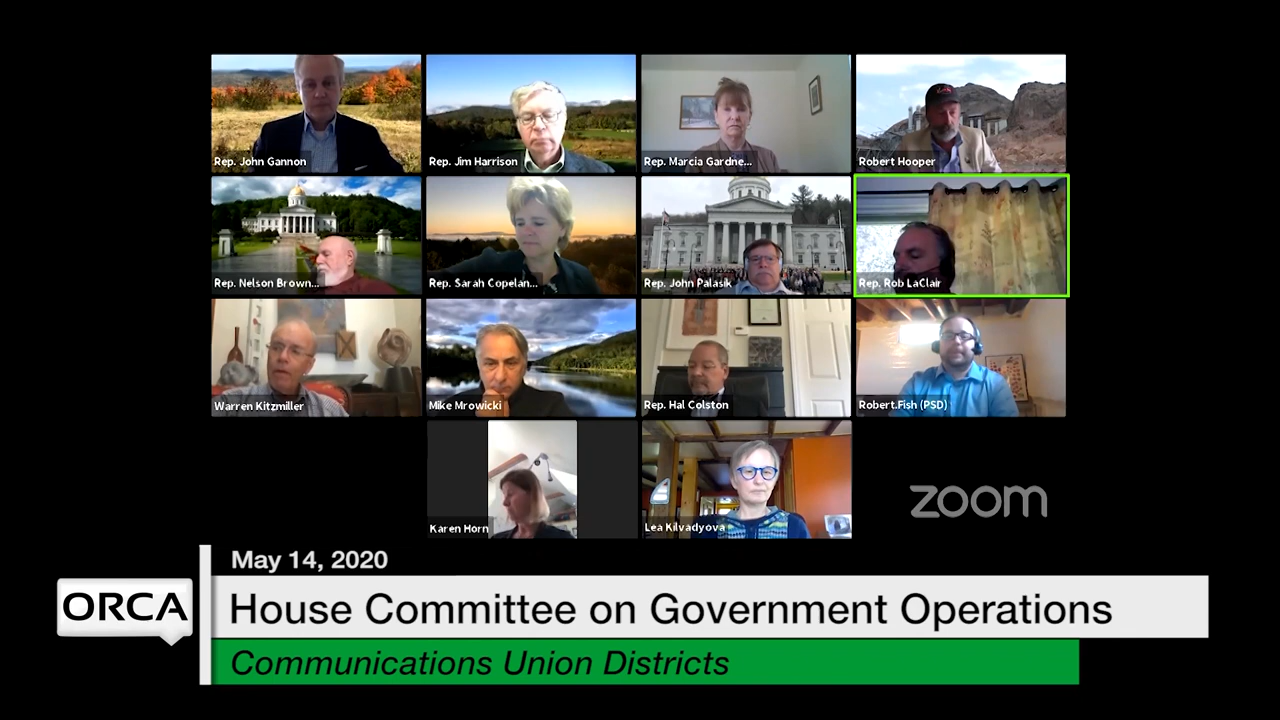 Rep. John Gannon
Rep. Jim Harrison
Rep. Marcia Gardne...
Robert Hooper
Rep. Nelson Brown...
Rep. Sarah Copelan...
Rep. John Palasik
Rep. Rob LaClair
Warren Kitzmiller
Mike Mrowicki
Rep. Hal Colston
Robert.Fish (PSD)
Karen Horn
Lea Kilvadyova
zoom
May 14, 2020
ORCA
House Committee on Government Operations
Communications Union Districts